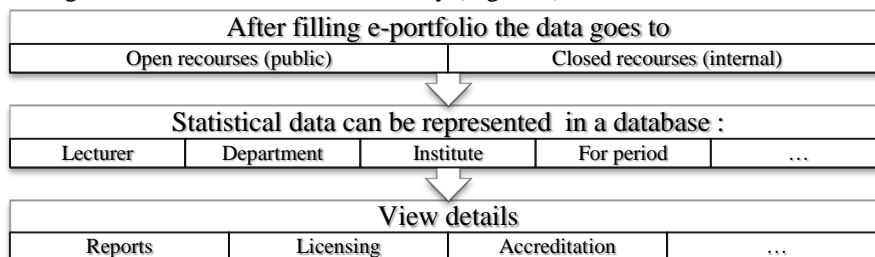 After filling e-portfolio the data goes to
Open recourses (public) Closed recourses (internal)
Statistical data can be represented in a database :
Lecturer Department Institute For period …
View details
Reports Licensing Accreditation …